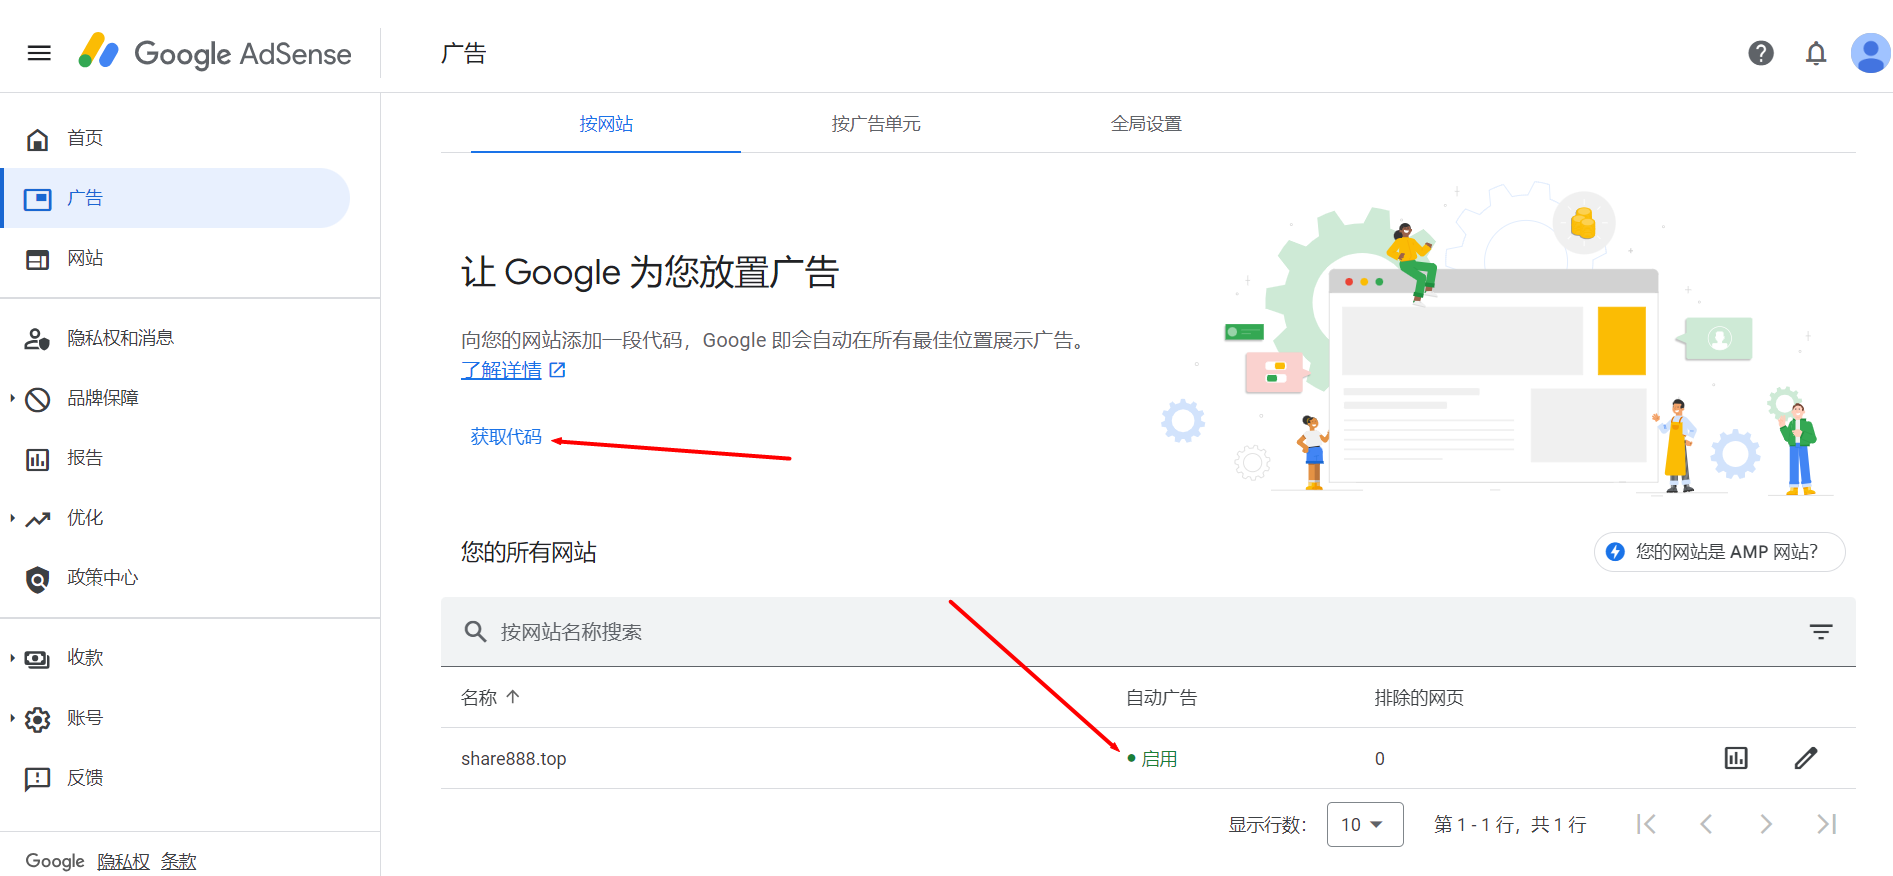 Google AdSense
广告
首页
广告
网站
隐私权和消息
品牌保障
报告
优化
政策中心
收款
账号
反馈
Google 隐私权 条款
按网站 按广告单元 全局设置
让 Google 为您放置广告
向您的网站添加一段代码，Google 即会自动在所有最佳位置展示广告。
了解详情
获取代码
您的所有网站
您的网站是 AMP 网站？
按网站名称搜索
名称 自动广告 排除的网页
share888.top 启用 0
显示行数： 10 第 1 - 1 行，共 1 行